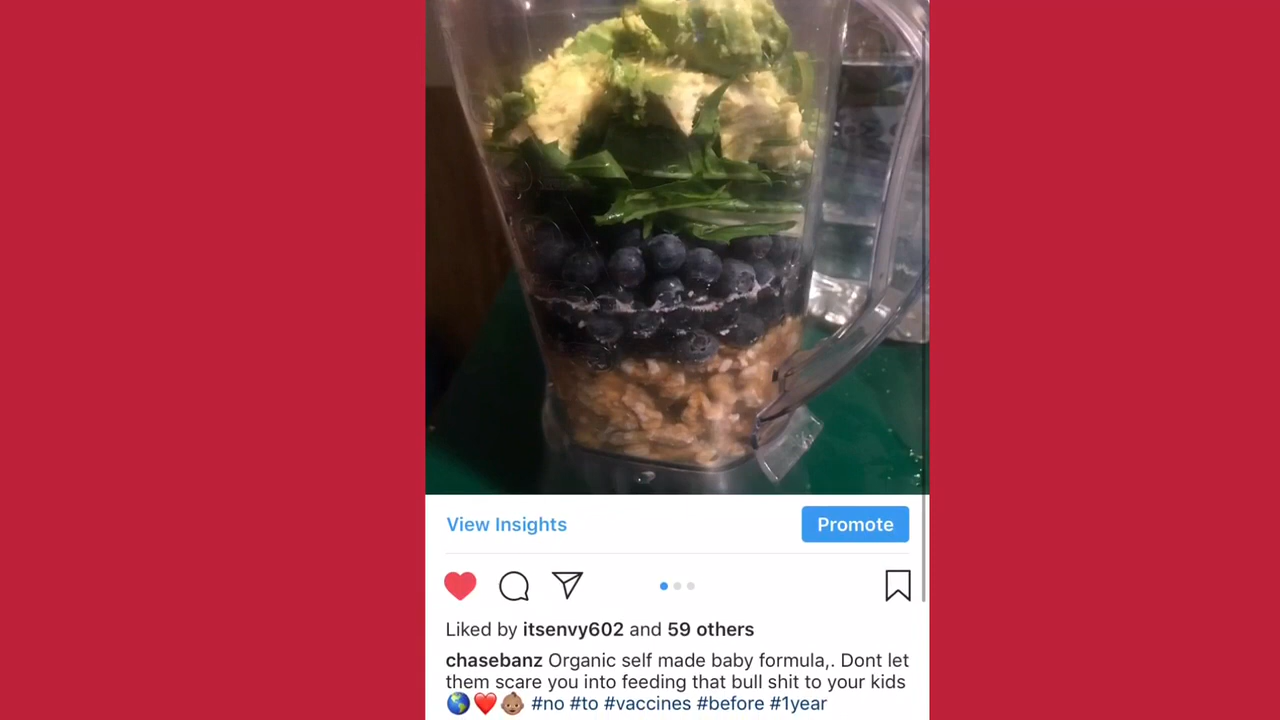 View Insights
Promote
Liked by itsenvy602 and 59 others
chasebanz Organic self made baby formula,. Dont let
them scare you into feeding that bull shit to your kids
🌎❤️👶🏽 #no #to #vaccines #before #1year